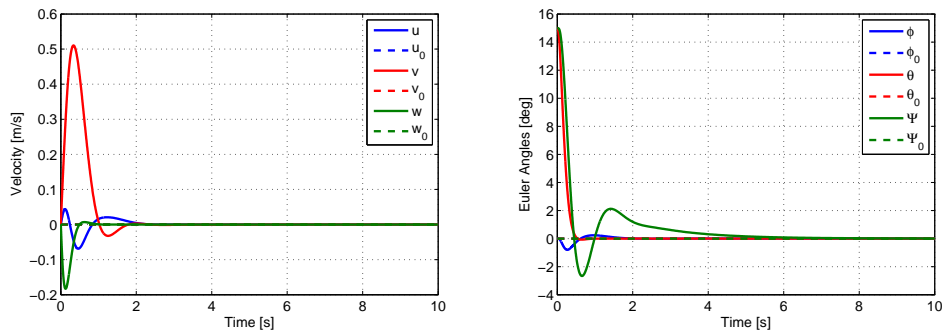 0.6
0.5
0.4
0.3
0.2
0.1
0
−0.1
−0.2
Velocity [m/s]
0 2 4 6 8 10
Time [s]
u
u0
v
v0
w
w0
16
14
12
10
8
6
4
2
0
−2
−4
Euler Angles [deg]
0 2 4 6 8 10
Time [s]
ϕ
ϕ0
θ
θ0
Ψ
Ψ0